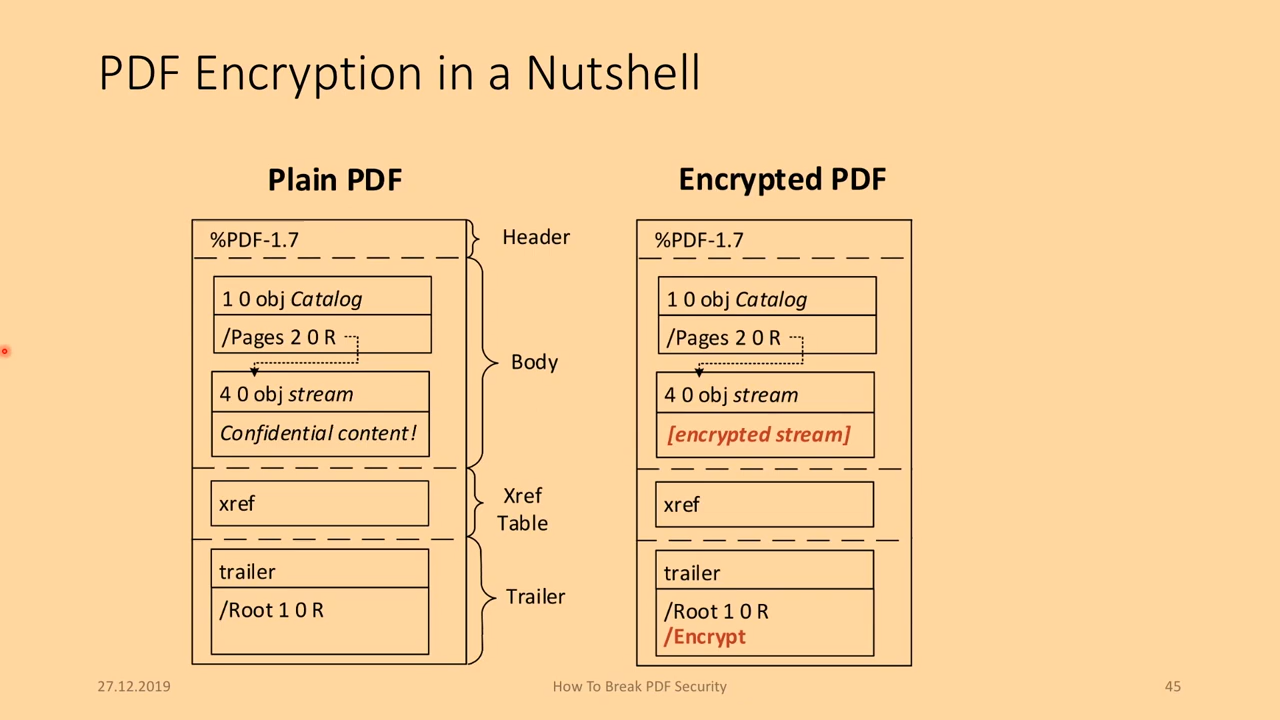 PDF Encryption in a Nutshell
Plain PDF
%PDF-1.7
1 0 obj Catalog
/Pages 2 0 R
4 0 obj stream
Confidential content!
xref
trailer
/Root 1 0 R
Header
Body
Xref
Table
Trailer
Encrypted PDF
%PDF-1.7
1 0 obj Catalog
/Pages 2 0 R
4 0 obj stream
[encrypted stream]
xref
trailer
/Root 1 0 R
/Encrypt
27.12.2019
How To Break PDF Security
45